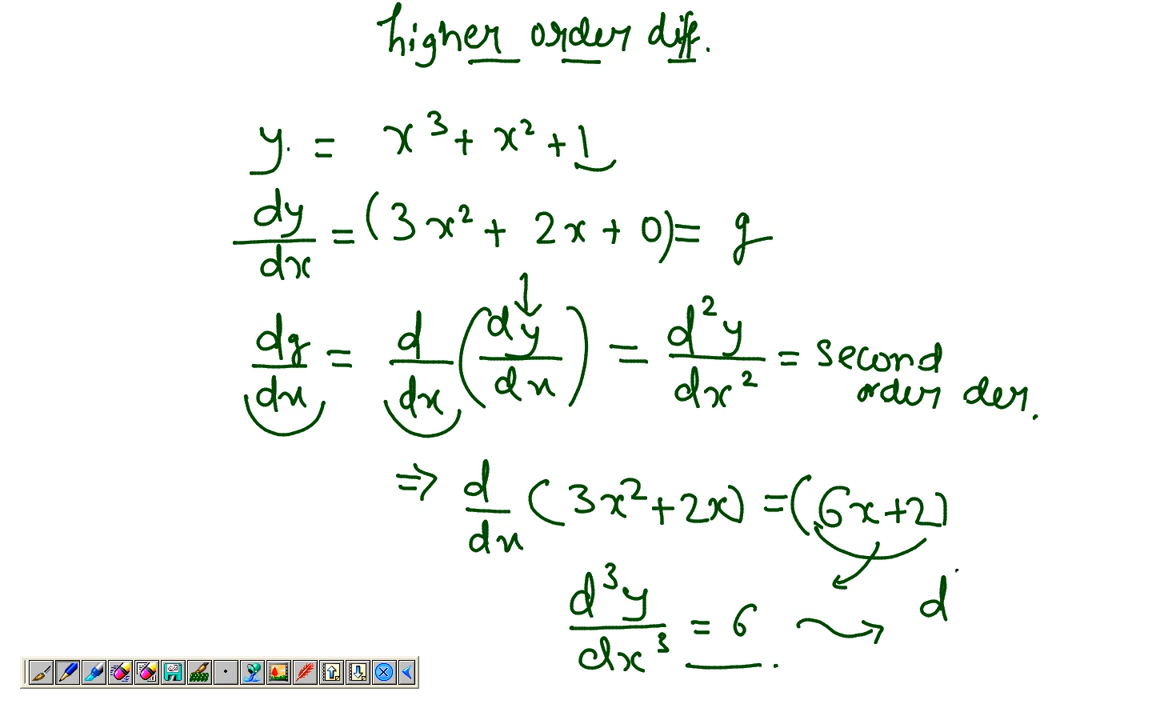 higher order diff.
y. = x³ + x² + 1
dy/dx = (3x² + 2x + 0) = g
dg/dx = d/dx (dy/dx) = d²y/dx² = second order der.
⇒ d/dx (3x² + 2x) = (6x + 2)
d³y/dx³ = 6 ⟿ d